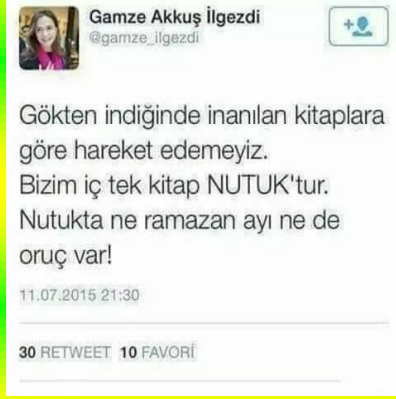 Gamze Akkuş İlgezdi
@gamze_ilgezdi
Gökten indiğinde inanılan kitaplara
göre hareket edemeyiz.
Bizim iç tek kitap NUTUK'tur.
Nutukta ne ramazan ayı ne de
oruç var!
11.07.2015 21:30
30 RETWEET 10 FAVORİ